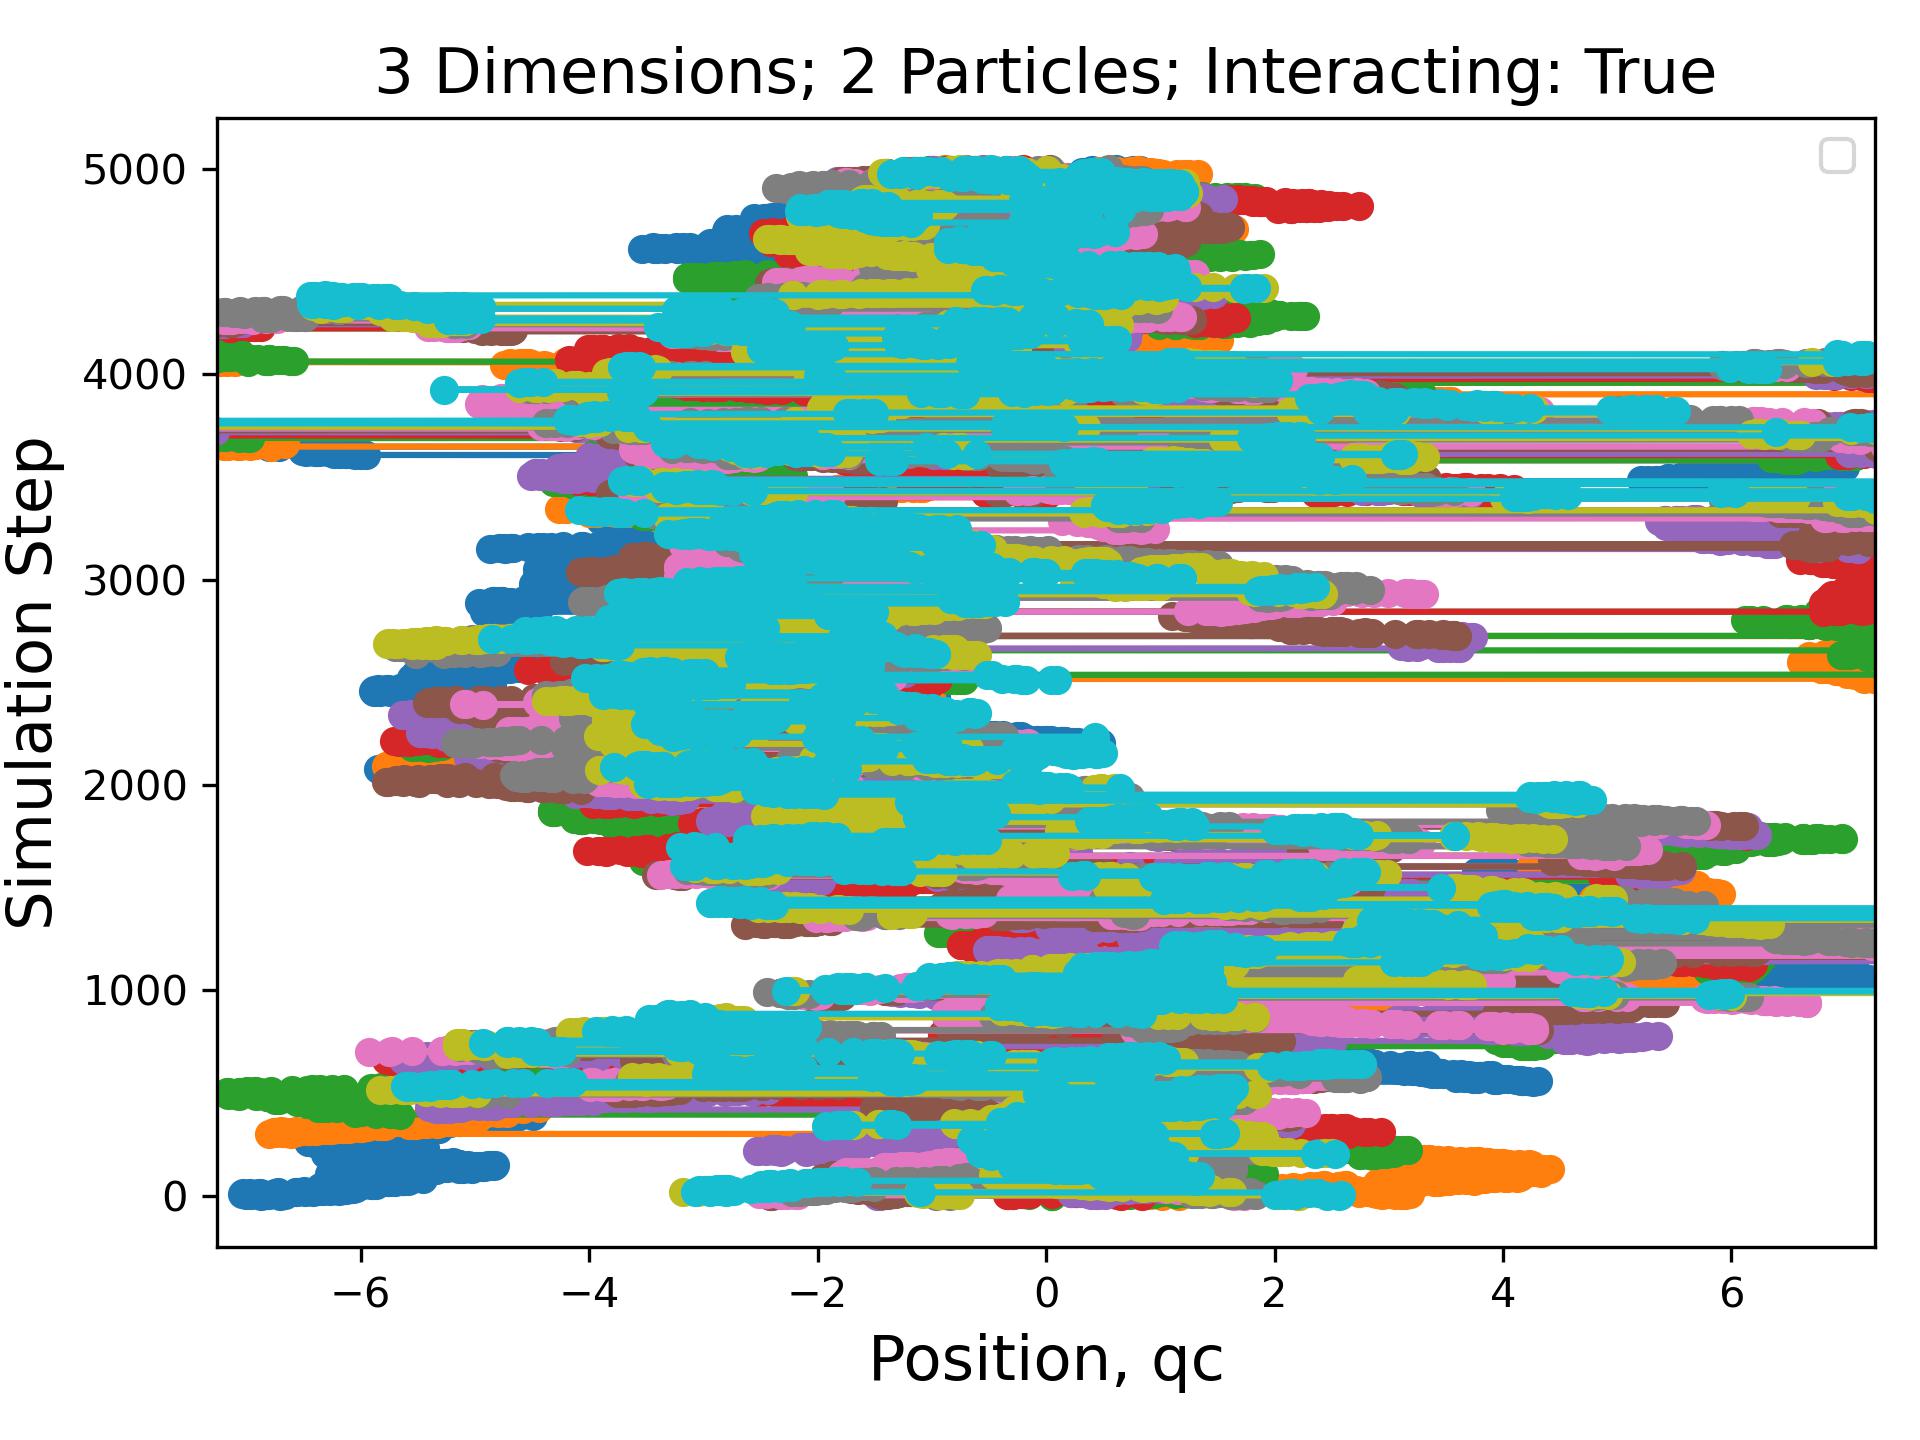 3 Dimensions; 2 Particles; Interacting: True
Simulation Step
5000
4000
3000
2000
1000
0
−6 −4 −2 0 2 4 6
Position, qc